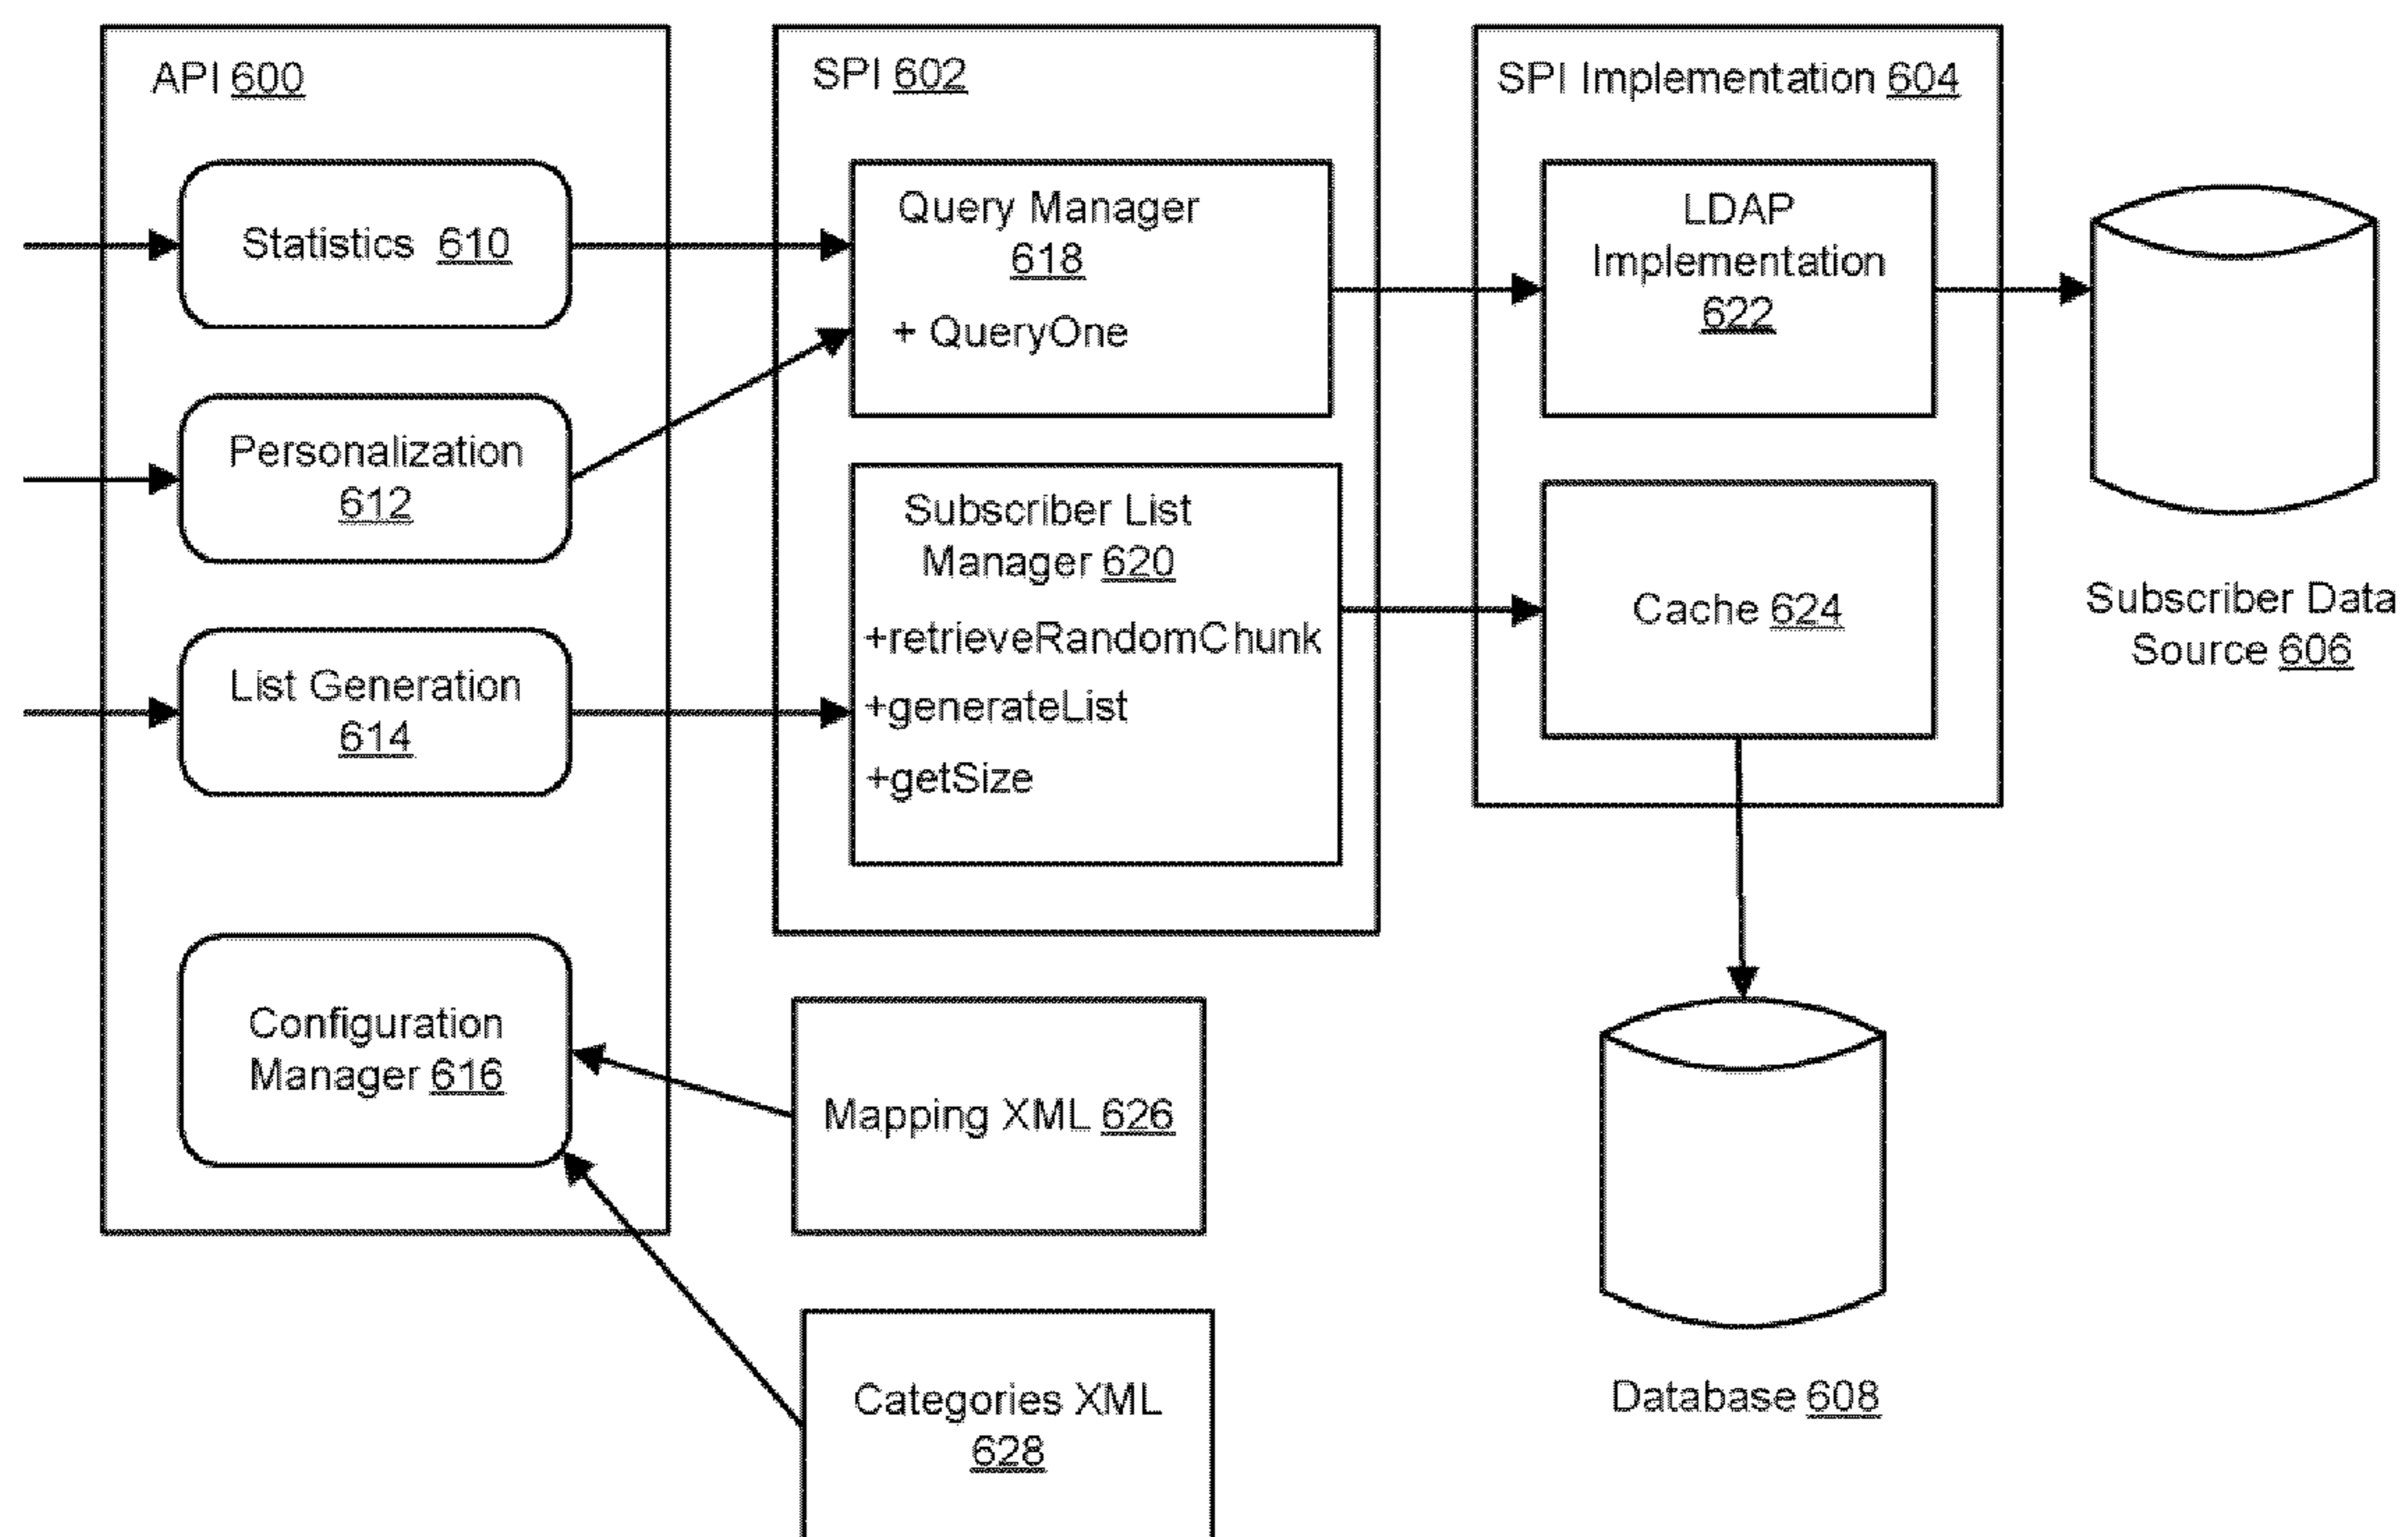 API 600
Statistics 610
Personalization
612
List Generation
614
Configuration
Manager 616
SPI 602
Query Manager
618
+ QueryOne
Subscriber List
Manager 620
+retrieveRandomChunk
+generateList
+getSize
Mapping XML 626
Categories XML
628
SPI Implementation 604
LDAP
Implementation
622
Cache 624
Subscriber Data
Source 606
Database 608